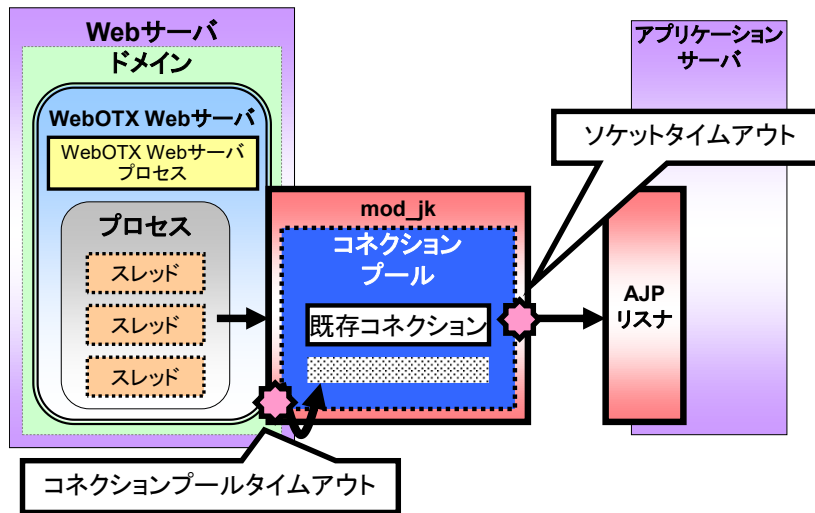 Webサーバ
ドメイン
WebOTX Webサーバ
WebOTX Webサーバ
プロセス
プロセス
スレッド
スレッド
スレッド
mod_jk
コネクション
プール
既存コネクション
アプリケーション
サーバ
ソケットタイムアウト
AJP
リスナ
コネクションプールタイムアウト